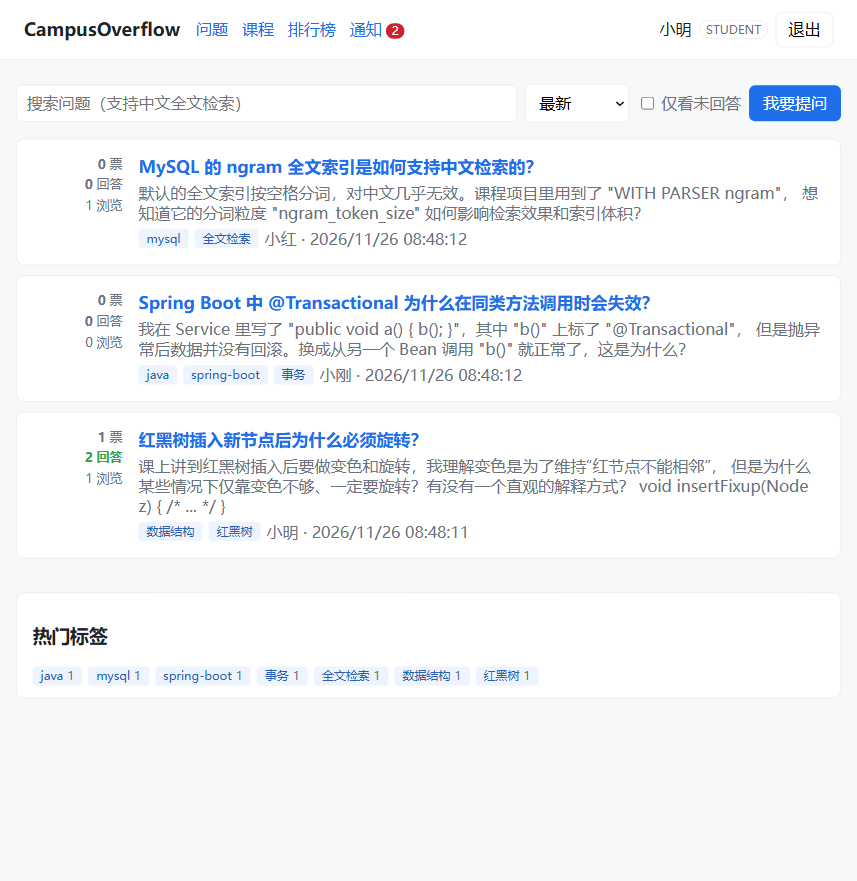 CampusOverflow 问题 课程 排行榜 通知 2 小明 STUDENT 退出
搜索问题（支持中文全文检索） 最新 仅看未回答 我要提问
0 票
0 回答
1 浏览
MySQL 的 ngram 全文索引是如何支持中文检索的？
默认的全文索引按空格分词，对中文几乎无效。课程项目里用到了 "WITH PARSER ngram"， 想
知道它的分词粒度 "ngram_token_size" 如何影响检索效果和索引体积？
mysql 全文检索 小红 · 2026/11/26 08:48:12
0 票
0 回答
0 浏览
Spring Boot 中 @Transactional 为什么在同类方法调用时会失效？
我在 Service 里写了 "public void a() { b(); }"，其中 "b()" 上标了 "@Transactional"， 但是抛异
常后数据并没有回滚。换成从另一个 Bean 调用 "b()" 就正常了，这是为什么？
java spring-boot 事务 小刚 · 2026/11/26 08:48:12
1 票
2 回答
1 浏览
红黑树插入新节点后为什么必须旋转？
课上讲到红黑树插入后要做变色和旋转，我理解变色是为了维持“红节点不能相邻”， 但是为什么
某些情况下仅靠变色不够、一定要旋转？有没有一个直观的解释方式？ void insertFixup(Node
z) { /* ... */ }
数据结构 红黑树 小明 · 2026/11/26 08:48:11
热门标签
java 1 mysql 1 spring-boot 1 事务 1 全文检索 1 数据结构 1 红黑树 1